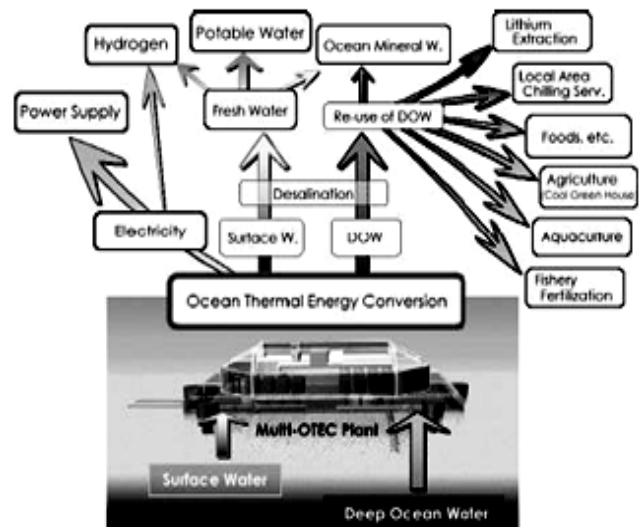 Lithium
Extraction
Potable Water
Hydrogen
Ocean Mineral W.
Local Area
Chilling Serv.
Power Supply
Fresh Water
Re-use of DOW
Foods, etc.
Agriculture
(Cool Green House)
Desalination
Electricity
Surface W.
DOW
Aquaculture
Fishery
Fertilization
Ocean Thermal Energy Conversion
Multi-OTEC Plant
Surface Water
Deep Ocean Water